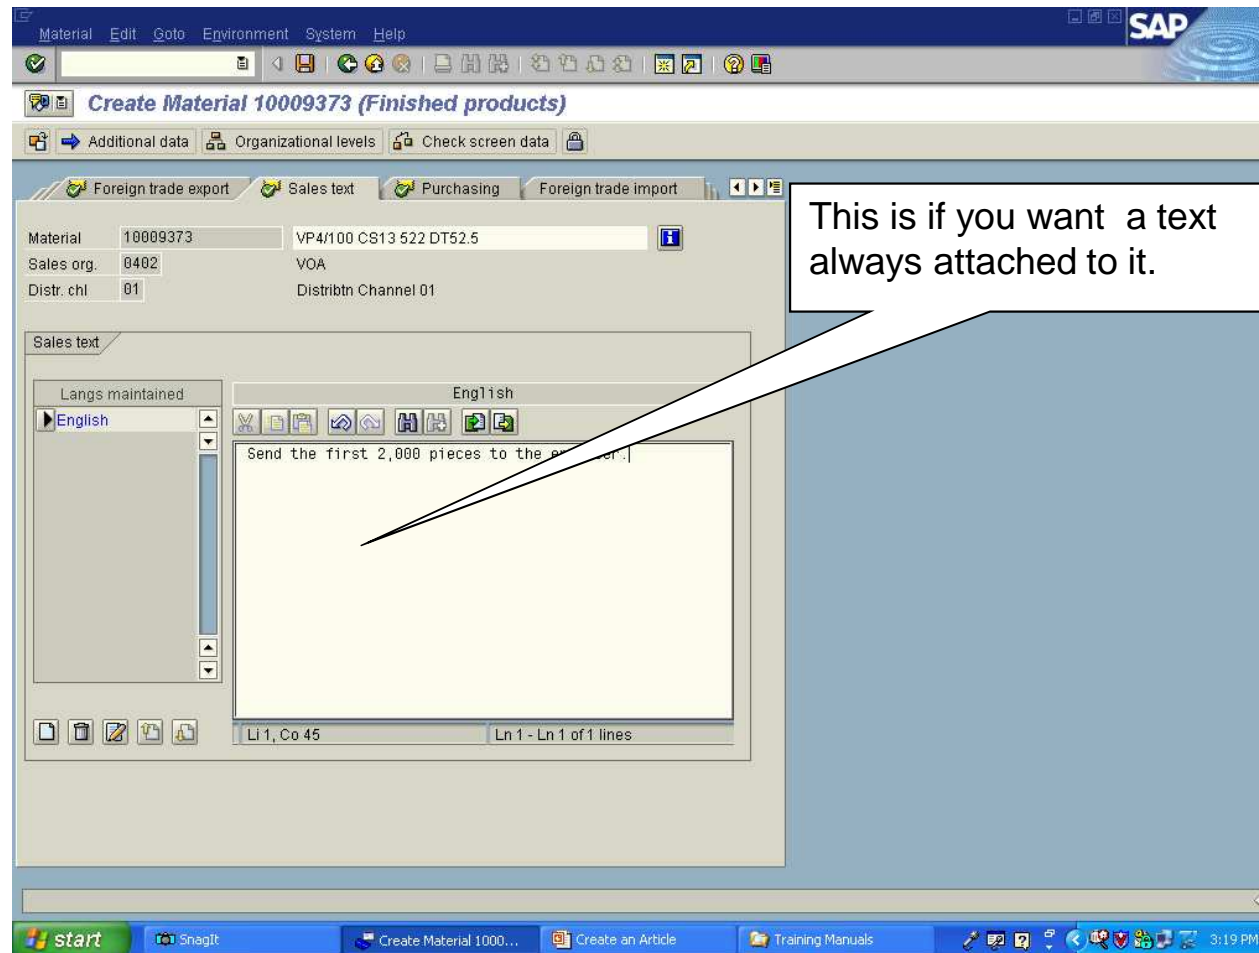 Material Edit Goto Environment System Help
SAP
Create Material 10009373 (Finished products)
Additional data Organizational levels Check screen data
Foreign trade export Sales text Purchasing Foreign trade import
This is if you want a text
always attached to it.
Material 10009373 VP4/100 CS13 522 DT52.5
Sales org. 0402 VOA
Distr. chl 01 Distribtn Channel 01
Sales text
Langs maintained English
English
Send the first 2,000 pieces to the
Li 1, Co 45 Ln 1 - Ln 1 of 1 lines
start SnagIt Create Material 1000... Create an Article Training Manuals 3:19 PM